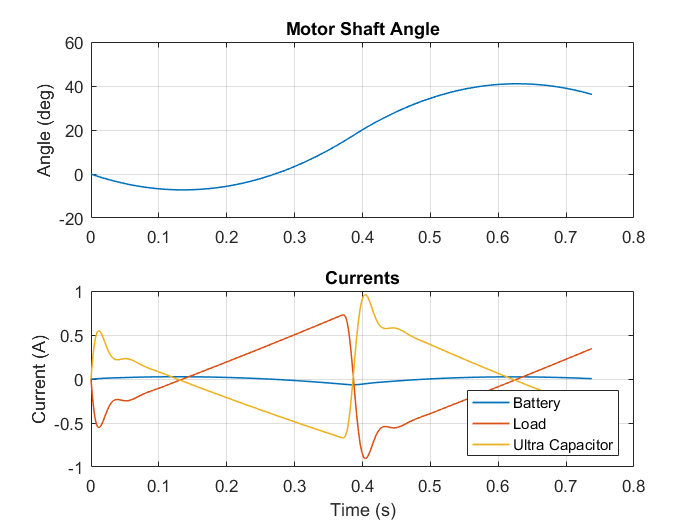 Motor Shaft Angle
60
40
20
0
-20
Angle (deg)
0 0.1 0.2 0.3 0.4 0.5 0.6 0.7 0.8
Currents
1
0.5
0
-0.5
-1
Current (A)
Battery
Load
Ultra Capacitor
0 0.1 0.2 0.3 0.4 0.5 0.6 0.7 0.8
Time (s)